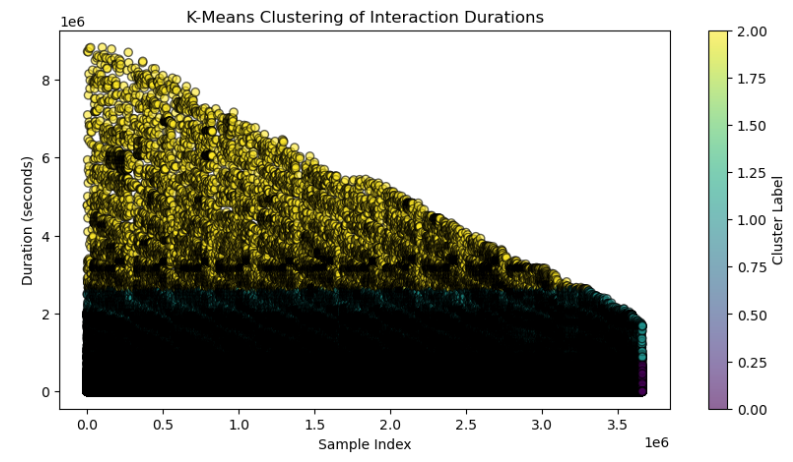 K-Means Clustering of Interaction Durations
1e6
8
6
4
2
0
Duration (seconds)
0.0 0.5 1.0 1.5 2.0 2.5 3.0 3.5
1e6
Sample Index
2.00
1.75
1.50
1.25
1.00
0.75
0.50
0.25
0.00
Cluster Label